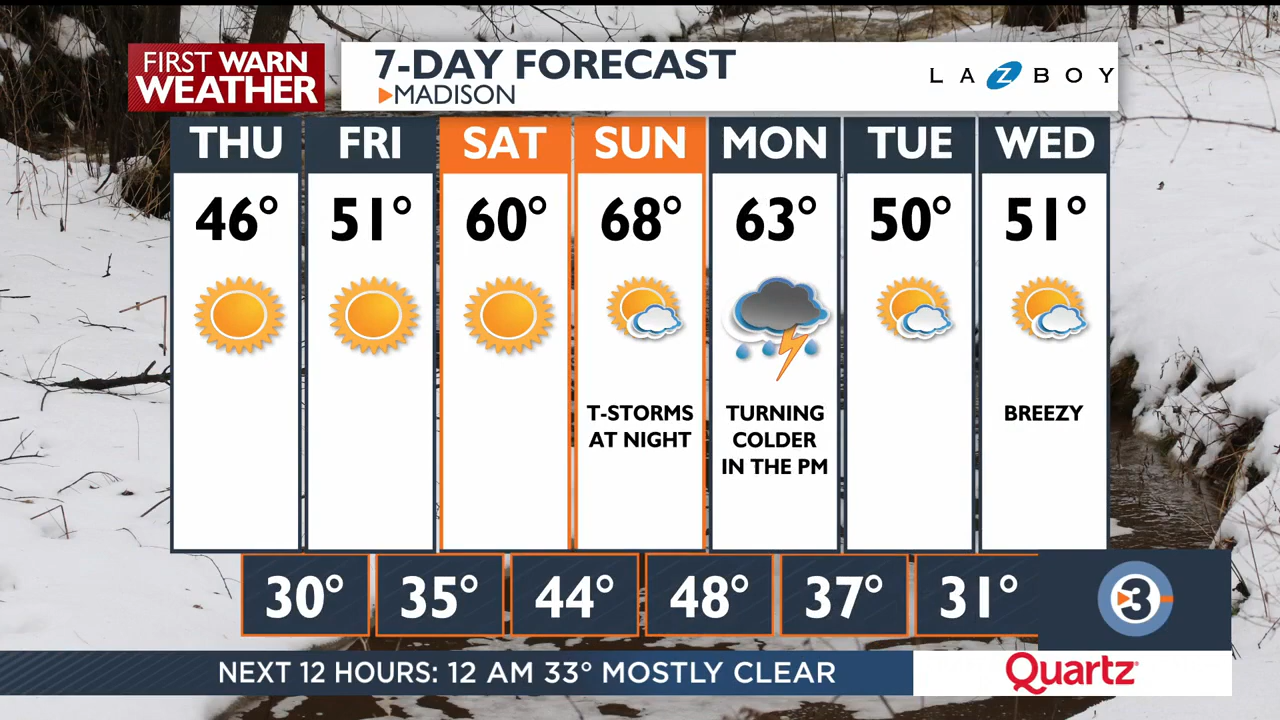 FIRST WARN
WEATHER
7-DAY FORECAST
MADISON
LAZBOY
THU FRI SAT SUN MON TUE WED
46° 51° 60° 68° 63° 50° 51°
T-STORMS
AT NIGHT
TURNING
COLDER
IN THE PM
BREEZY
30° 35° 44° 48° 37° 31°
3
NEXT 12 HOURS: 12 AM 33° MOSTLY CLEAR
Quartz